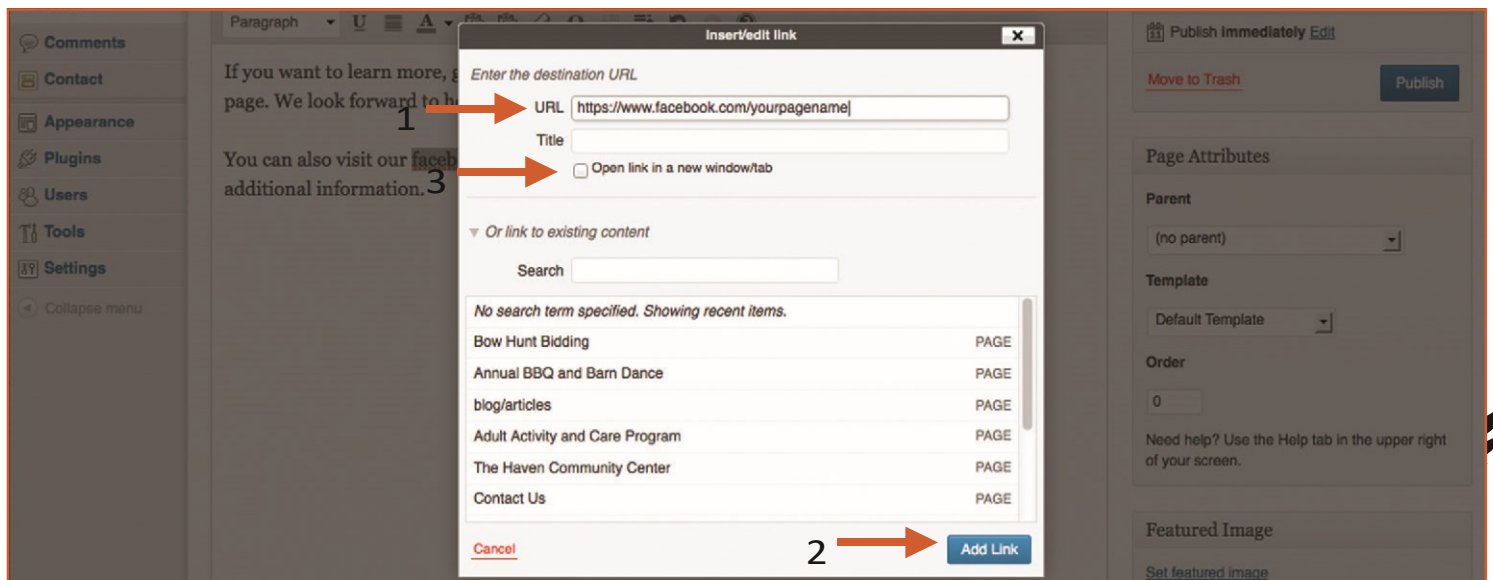 Comments
Contact
Appearance
Plugins
Users
Tools
Settings
Collapse menu
Paragraph
If you want to learn more,
page. We look forward to
You can also visit our faceb
additional information.
Insert/edit link
Enter the destination URL
1
URL https://www.facebook.com/yourpagename
Title
3
Open link in a new window/tab
Or link to existing content
Search
No search term specified. Showing recent items.
Bow Hunt Bidding PAGE
Annual BBQ and Barn Dance PAGE
blog/articles PAGE
Adult Activity and Care Program PAGE
The Haven Community Center PAGE
Contact Us PAGE
Cancel
2
Add Link
Publish Immediately Edit
Move to Trash
Publish
Page Attributes
Parent
(no parent)
Template
Default Template
Order
0
Need help? Use the Help tab in the upper right
of your screen.
Featured Image
Set featured image